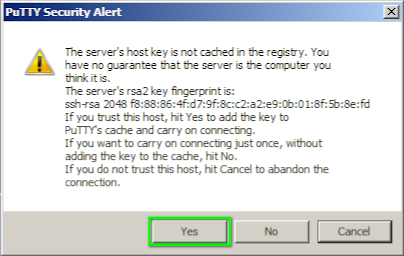 PuTTY Security Alert
The server's host key is not cached in the registry. You
have no guarantee that the server is the computer you
think it is.
The server's rsa2 key fingerprint is:
ssh-rsa 2048 f8:88:86:4f:d7:9f:8c:c2:a2:e9:0b:01:8f:5b:8e:fd
If you trust this host, hit Yes to add the key to
PuTTY's cache and carry on connecting.
If you want to carry on connecting just once, without
adding the key to the cache, hit No.
If you do not trust this host, hit Cancel to abandon the
connection.
Yes No Cancel